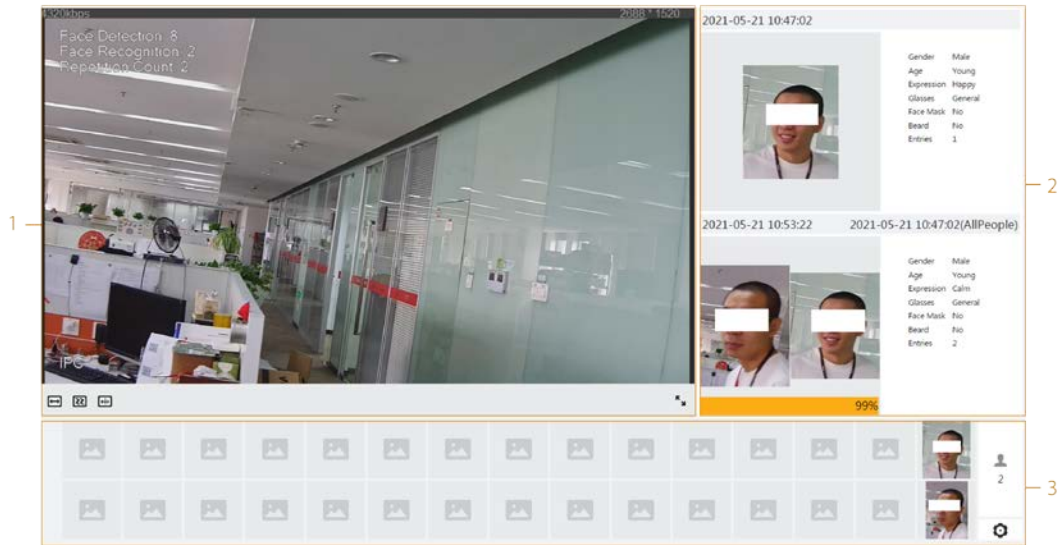 4320kbps
2688 * 1520
Face Detection 8
Face Recognition 2
Repetition Count 2
IPC
1
2021-05-21 10:47:02
Gender Male
Age Young
Expression Happy
Glasses General
Face Mask No
Beard No
Entries 1
2
2021-05-21 10:53:22 2021-05-21 10:47:02(AllPeople)
Gender Male
Age Young
Expression Calm
Glasses General
Face Mask No
Beard No
Entries 2
99%
2
3